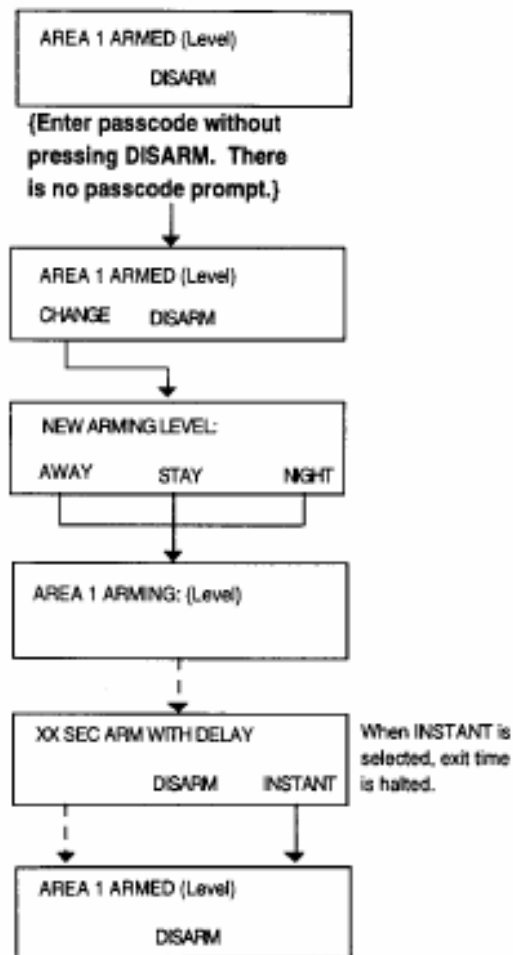 AREA 1 ARMED (Level)
DISARM
{Enter passcode without
pressing DISARM. There
is no passcode prompt.}
AREA 1 ARMED (Level)
CHANGE DISARM
NEW ARMING LEVEL:
AWAY STAY NIGHT
AREA 1 ARMING: (Level)
XX SEC ARM WITH DELAY
DISARM INSTANT
When INSTANT is
selected, exit time
is halted.
AREA 1 ARMED (Level)
DISARM